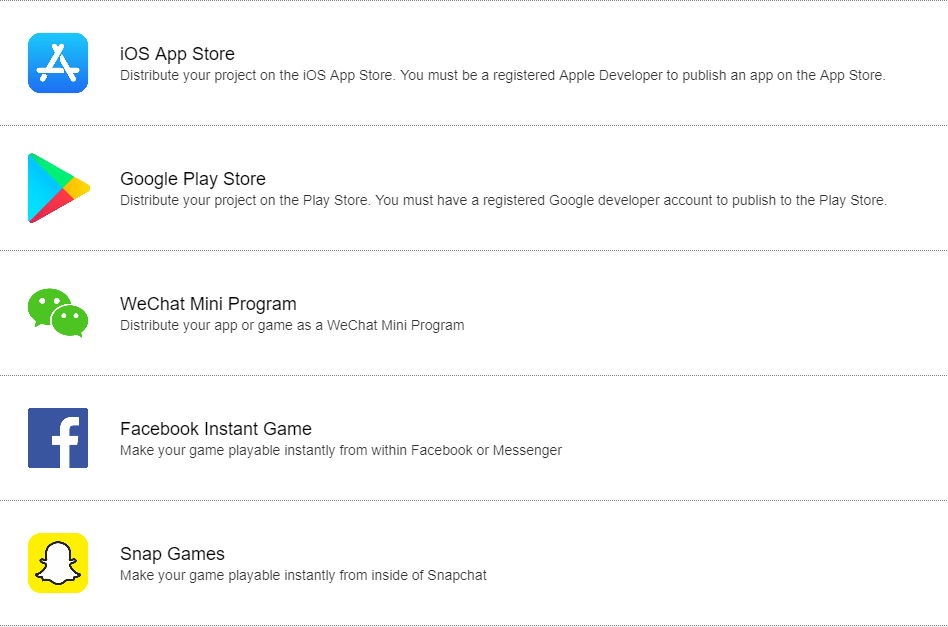 iOS App Store
Distribute your project on the iOS App Store. You must be a registered Apple Developer to publish an app on the App Store.
Google Play Store
Distribute your project on the Play Store. You must have a registered Google developer account to publish to the Play Store.
WeChat Mini Program
Distribute your app or game as a WeChat Mini Program
Facebook Instant Game
Make your game playable instantly from within Facebook or Messenger
Snap Games
Make your game playable instantly from inside of Snapchat